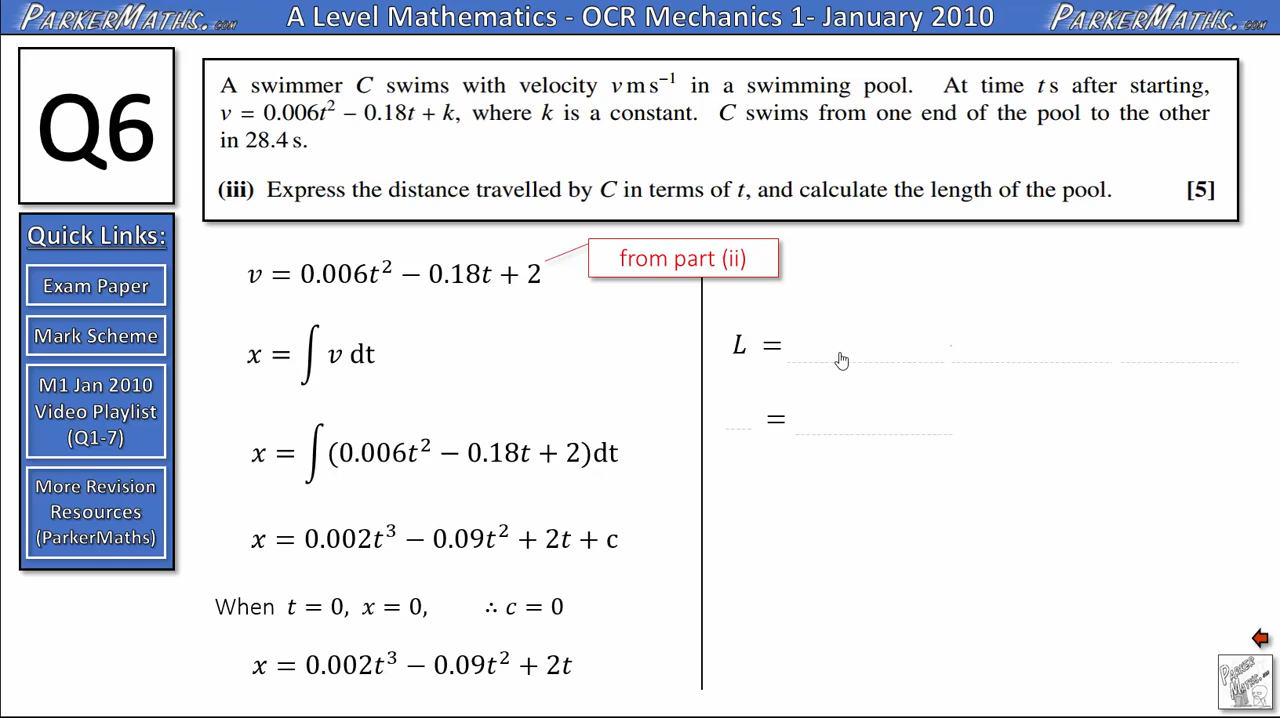 PARKERMATHS.COM
A Level Mathematics - OCR Mechanics 1- January 2010
PARKERMATHS.COM
Q6
A swimmer C swims with velocity v m s⁻¹ in a swimming pool. At time t s after starting,
v = 0.006t² − 0.18t + k, where k is a constant. C swims from one end of the pool to the other
in 28.4 s.
(iii) Express the distance travelled by C in terms of t, and calculate the length of the pool. [5]
Quick Links:
Exam Paper
Mark Scheme
M1 Jan 2010
Video Playlist
(Q1-7)
More Revision
Resources
(ParkerMaths)
v = 0.006t² − 0.18t + 2
from part (ii)
x = ∫ v dt
x = ∫ (0.006t² − 0.18t + 2)dt
x = 0.002t³ − 0.09t² + 2t + c
When t = 0, x = 0, ∴ c = 0
x = 0.002t³ − 0.09t² + 2t
L =
=
PARKER
MATHS.COM